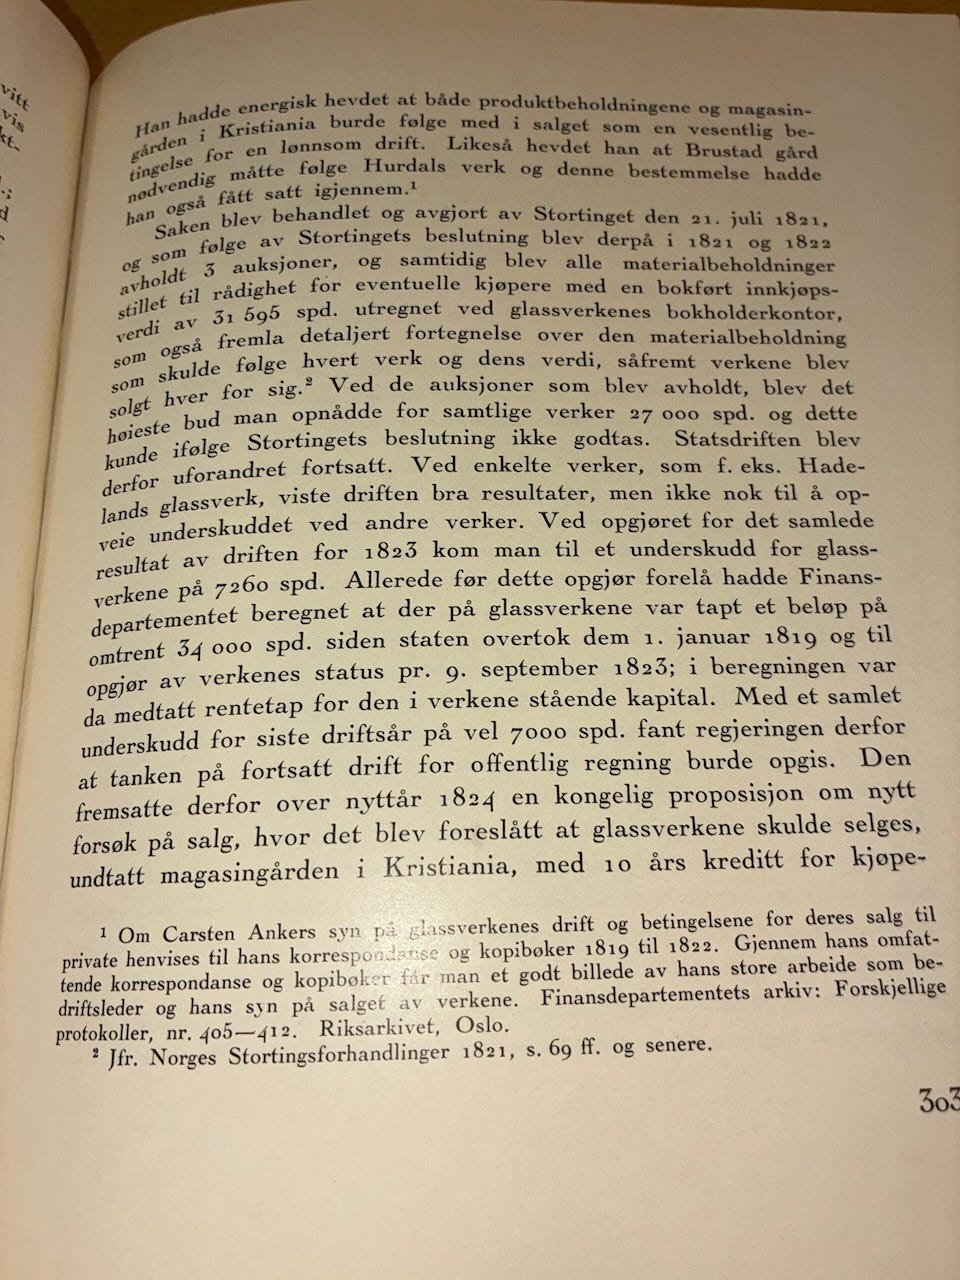 vitt
vis
kt-
.;
d
r
Han hadde energisk hevdet at både produktbeholdningene og magasin-
gården i Kristiania burde følge med i salget som en vesentlig be-
tingelse for en lønnsom drift. Likeså hevdet han at Brustad gård
nødvendig måtte følge Hurdals verk og denne bestemmelse hadde
han også fått satt igjennem.¹
Saken blev behandlet og avgjort av Stortinget den 21. juli 1821,
og som følge av Stortingets beslutning blev derpå i 1821 og 1822
avholdt 3 auksjoner, og samtidig blev alle materialbeholdninger
stillet til rådighet for eventuelle kjøpere med en bokført innkjøps-
verdi av 31 595 spd. utregnet ved glassverkenes bokholderkontor,
som også fremla detaljert fortegnelse over den materialbeholdning
som skulde følge hvert verk og dens verdi, såfremt verkene blev
solgt hver for sig.² Ved de auksjoner som blev avholdt, blev det
høieste bud man opnådde for samtlige verker 27 000 spd. og dette
kunde ifølge Stortingets beslutning ikke godtas. Statsdriften blev
derfor uforandret fortsatt. Ved enkelte verker, som f. eks. Hade-
lands glassverk, viste driften bra resultater, men ikke nok til å op-
veie underskuddet ved andre verker. Ved opgjøret for det samlede
resultat av driften for 1823 kom man til et underskudd for glass-
verkene på 7260 spd. Allerede før dette opgjør forelå hadde Finans-
departementet beregnet at der på glassverkene var tapt et beløp på
omtrent 34 000 spd. siden staten overtok dem 1. januar 1819 og til
opgjør av verkenes status pr. 9. september 1823; i beregningen var
da medtatt rentetap for den i verkene stående kapital. Med et samlet
underskudd for siste driftsår på vel 7000 spd. fant regjeringen derfor
at tanken på fortsatt drift for offentlig regning burde opgis. Den
fremsatte derfor over nyttår 1824 en kongelig proposisjon om nytt
forsøk på salg, hvor det blev foreslått at glassverkene skulde selges,
undtatt magasingården i Kristiania, med 10 års kreditt for kjøpe-
¹ Om Carsten Ankers syn på glassverkenes drift og betingelsene for deres salg til
private henvises til hans korrespondanse og kopibøker 1819 til 1822. Gjennem hans omfat-
tende korrespondanse og kopibøker får man et godt billede av hans store arbeide som be-
driftsleder og hans syn på salget av verkene. Finansdepartementets arkiv: Forskjellige
protokoller, nr. 405—412. Riksarkivet, Oslo.
² Jfr. Norges Stortingsforhandlinger 1821, s. 69 ff. og senere.
303